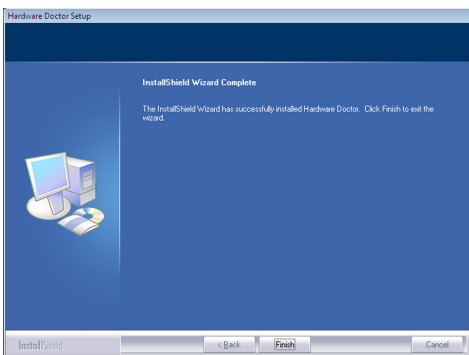 Hardware Doctor Setup
InstallShield Wizard Complete
The InstallShield Wizard has successfully installed Hardware Doctor. Click Finish to exit the
wizard.
InstallShield
< Back
Finish
Cancel